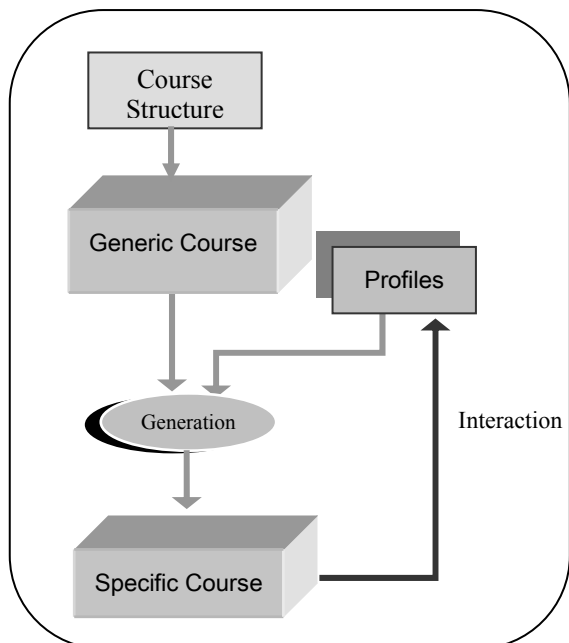 Course
Structure
Generic Course
Profiles
Generation
Interaction
Specific Course